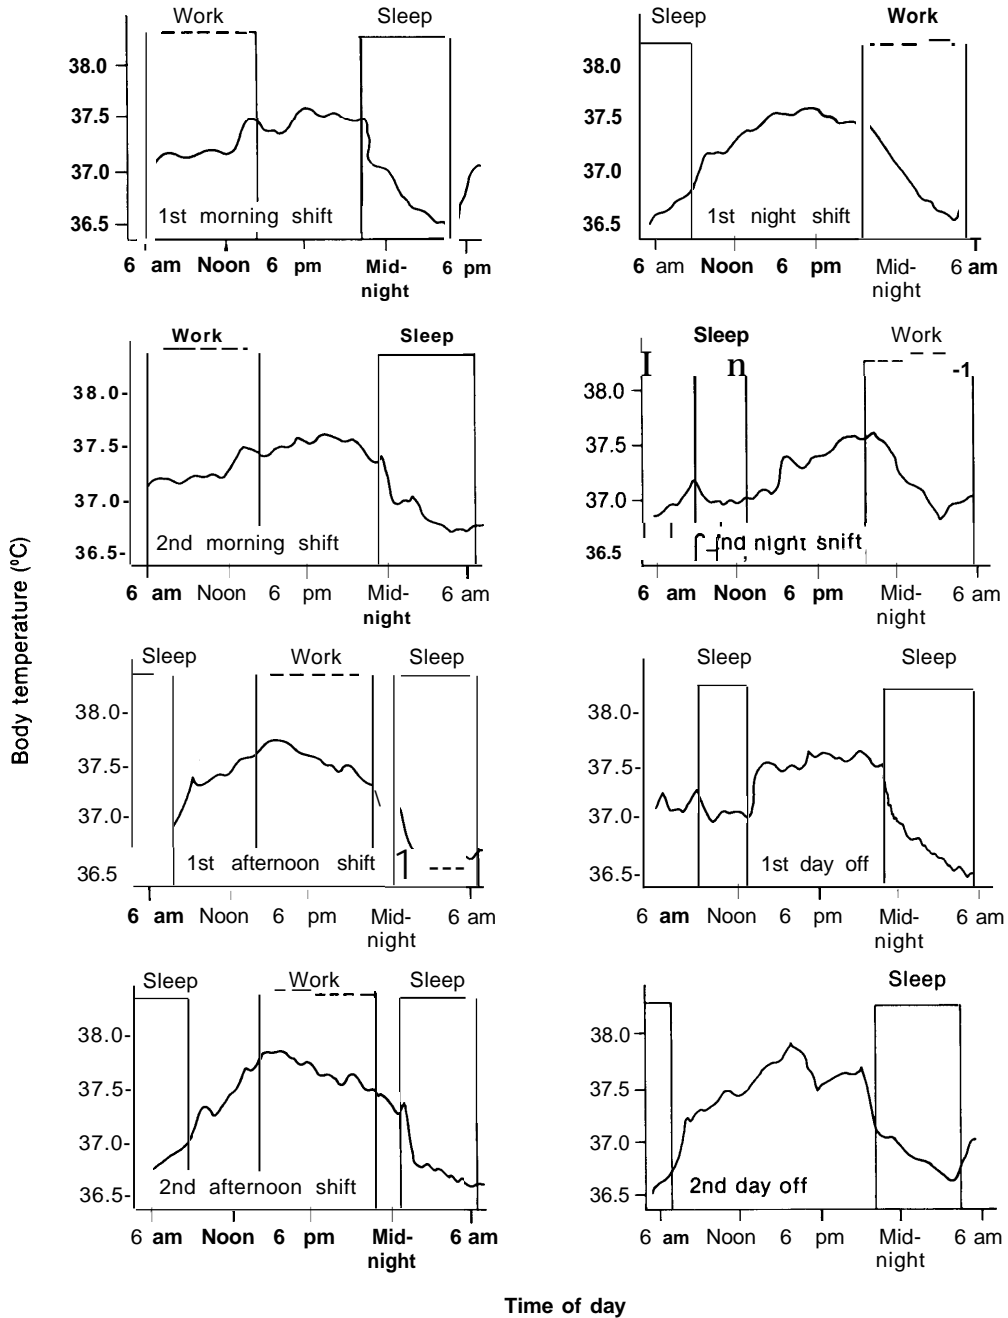 Work Sleep
38.0
37.5
37.0
36.5
1st morning shift
6 am Noon 6 pm Mid-night 6 pm
Sleep Work
38.0
37.5
37.0
36.5
1st night shift
6 am Noon 6 pm Mid-night 6 am
Work Sleep
38.0-
37.5-
37.0-
36.5-
2nd morning shift
6 am Noon 6 pm Mid-night 6 am
Sleep Work
I n -1
38.0
37.5
37.0
36.5
night
6 am Noon 6 pm Mid-night 6 am
Body temperature (ºC)
Sleep Work Sleep
38.0-
37.5-
37.0-
36.5
1st afternoon shift 1
6 am Noon 6 pm Mid-night 6 am
Sleep Sleep
38.0-
37.5-
37.0-
36.5-
1st day off
6 am Noon 6 pm Mid-night 6 am
Sleep Work Sleep
38.0-
37.5-
37.0-
36.5-
2nd afternoon shift
6 am Noon 6 pm Mid-night 6 am
Sleep
38.0
37.5
37.0
36.5
2nd day off
6 am Noon 6 pm Mid-night 6 am
Time of day